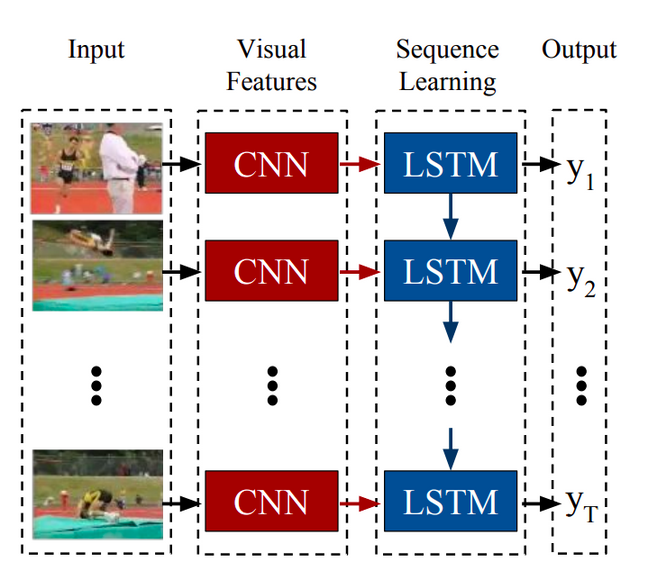 Input
Visual
Features
Sequence
Learning
Output
CNN
LSTM
y1
CNN
LSTM
y2
CNN
LSTM
yT